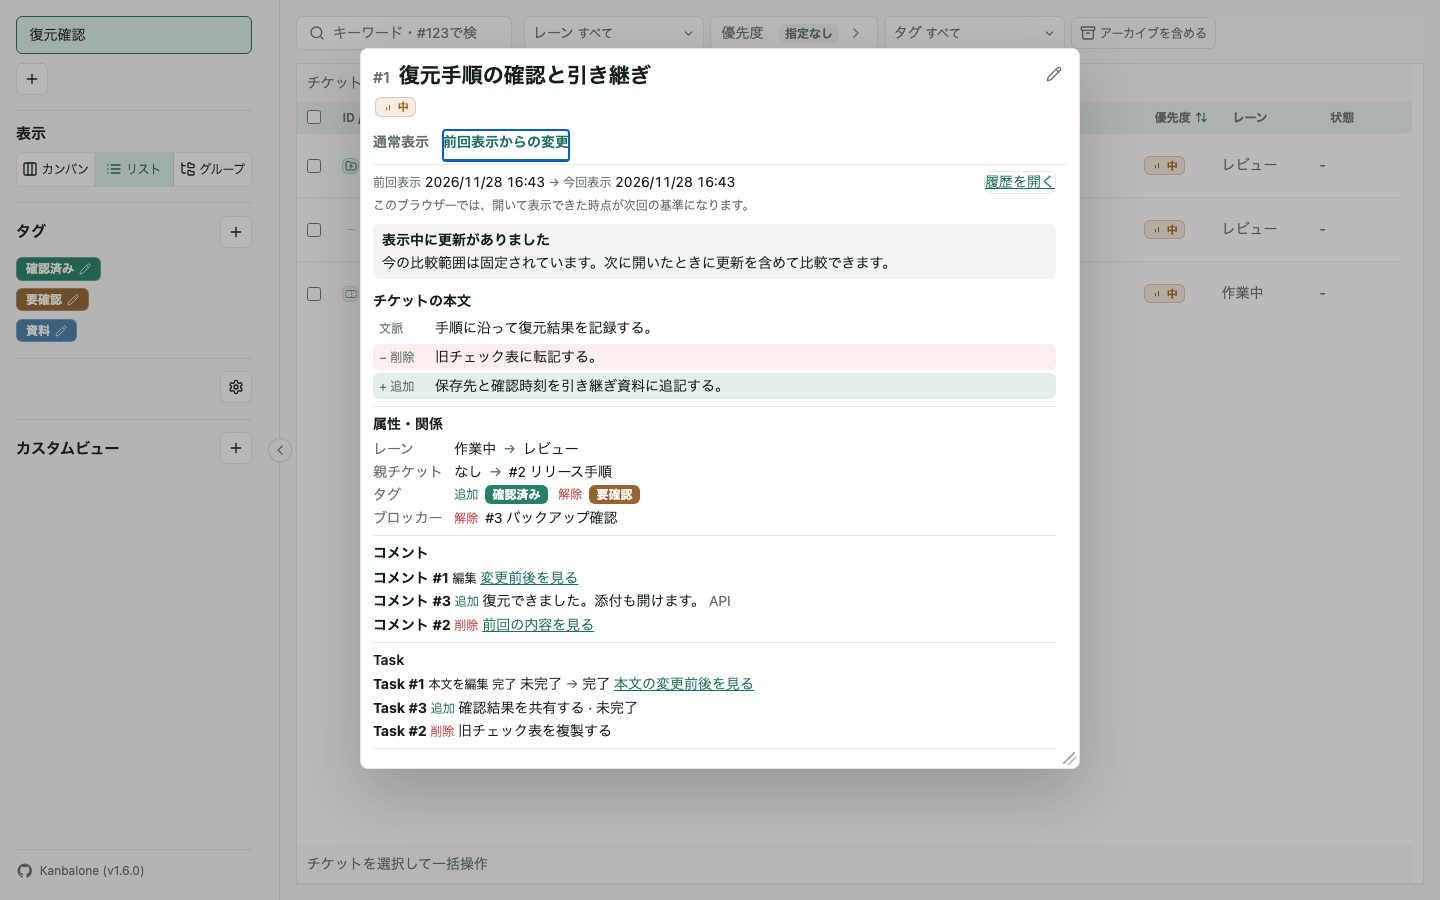 復元確認
キーワード・#123で検
レーン すべて
優先度 指定なし
タグ すべて
アーカイブを含める
表示
カンバン
リスト
グループ
タグ
確認済み
要確認
資料
カスタムビュー
Kanbalone (v1.6.0)
チケット
ID /
優先度
レーン
状態
中
レビュー
-
中
レビュー
-
中
作業中
-
チケットを選択して一括操作
#1 復元手順の確認と引き継ぎ
中
通常表示
前回表示からの変更
前回表示 2026/11/28 16:43 → 今回表示 2026/11/28 16:43
履歴を開く
このブラウザーでは、開いて表示できた時点が次回の基準になります。
表示中に更新がありました
今の比較範囲は固定されています。次に開いたときに更新を含めて比較できます。
チケットの本文
文脈 手順に沿って復元結果を記録する。
− 削除 旧チェック表に転記する。
+ 追加 保存先と確認時刻を引き継ぎ資料に追記する。
属性・関係
レーン 作業中 → レビュー
親チケット なし → #2 リリース手順
タグ 追加 確認済み 解除 要確認
ブロッカー 解除 #3 バックアップ確認
コメント
コメント #1 編集 変更前後を見る
コメント #3 追加 復元できました。添付も開けます。 API
コメント #2 削除 前回の内容を見る
Task
Task #1 本文を編集 完了 未完了 → 完了 本文の変更前後を見る
Task #3 追加 確認結果を共有する · 未完了
Task #2 削除 旧チェック表を複製する